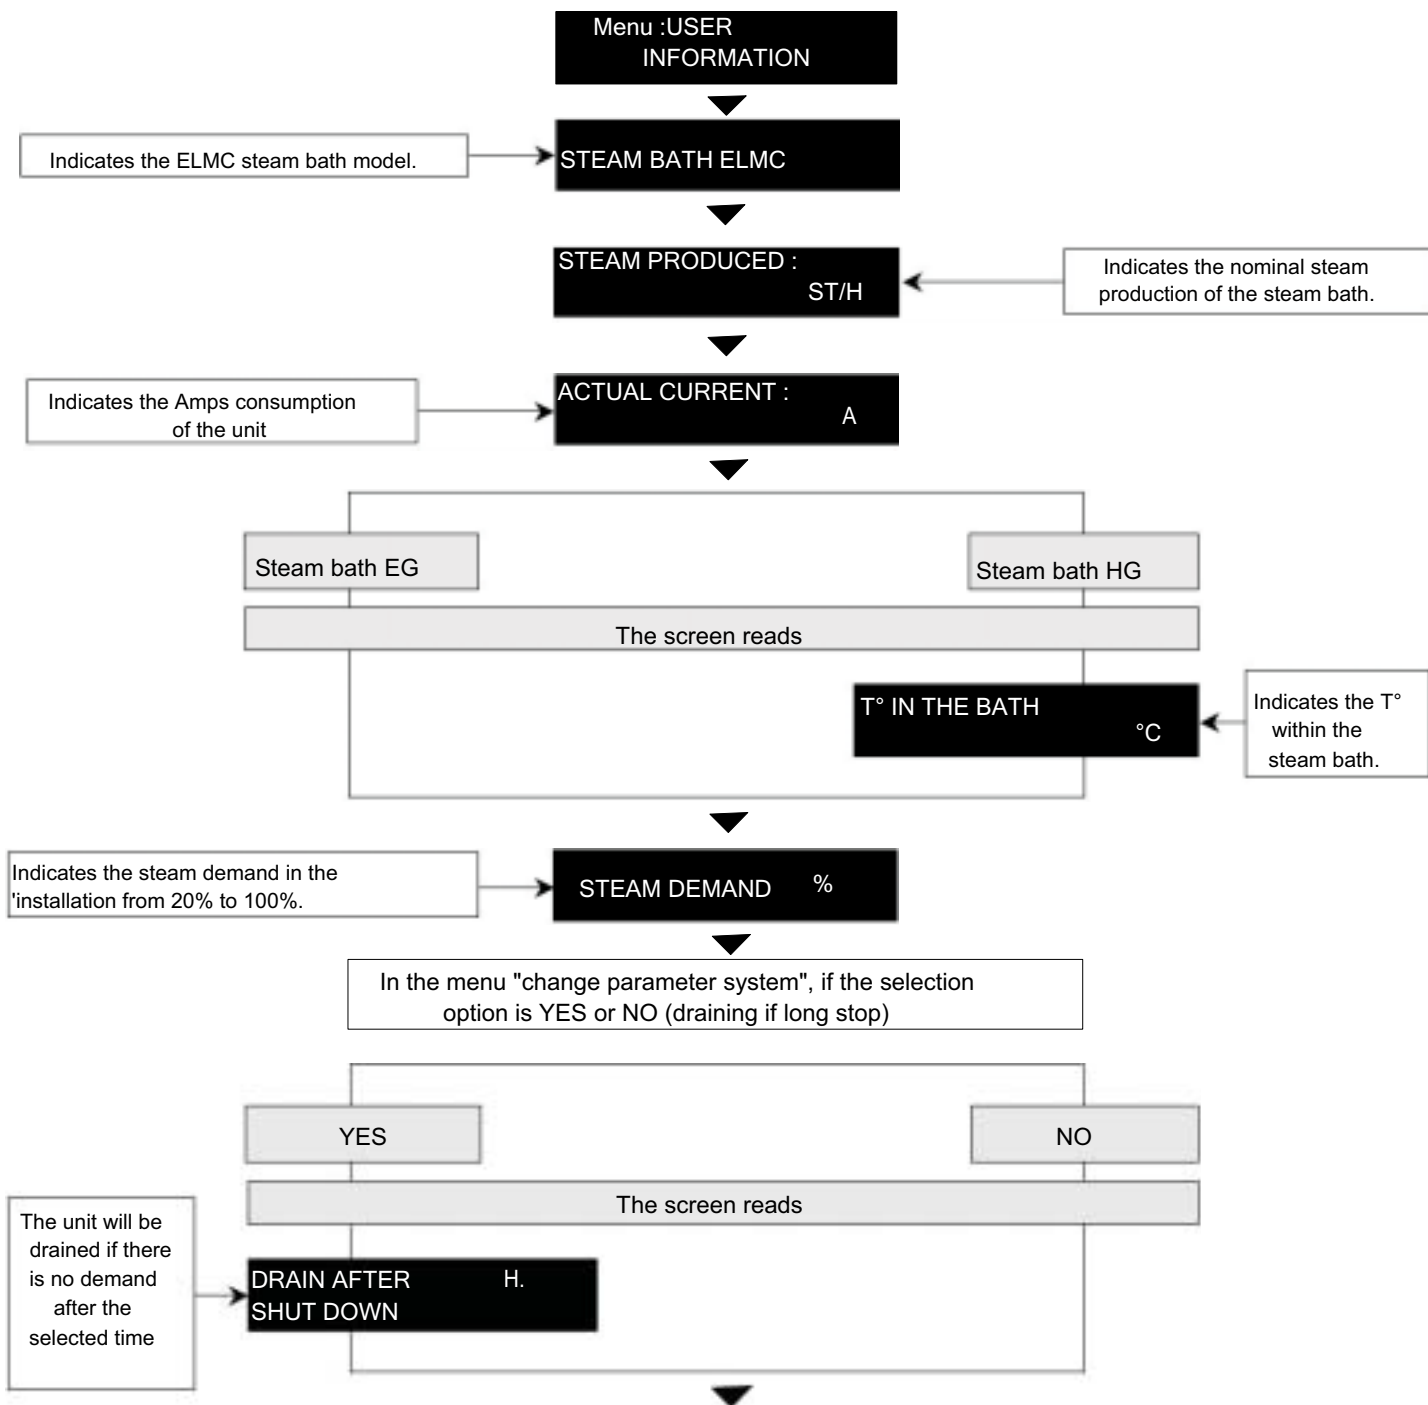 Menu :USER
INFORMATION
Indicates the ELMC steam bath model.
STEAM BATH ELMC
STEAM PRODUCED :
ST/H
Indicates the nominal steam
production of the steam bath.
Indicates the Amps consumption
of the unit
ACTUAL CURRENT :
A
Steam bath EG
Steam bath HG
The screen reads
T° IN THE BATH
°C
Indicates the T°
within the
steam bath.
Indicates the steam demand in the
'installation from 20% to 100%.
STEAM DEMAND %
In the menu "change parameter system", if the selection
option is YES or NO (draining if long stop)
YES
NO
The screen reads
The unit will be
drained if there
is no demand
after the
selected time
DRAIN AFTER H.
SHUT DOWN